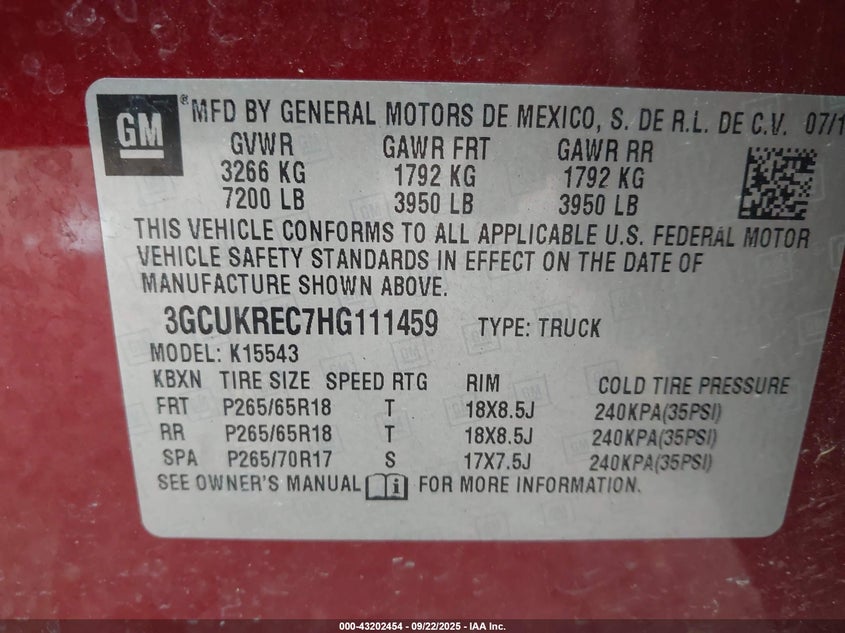 GM
®MFD BY GENERAL MOTORS DE MEXICO, S. DE R.L. DE C.V. 07/1
GVWR GAWR FRT GAWR RR
3266 KG 1792 KG 1792 KG
7200 LB 3950 LB 3950 LB
THIS VEHICLE CONFORMS TO ALL APPLICABLE U.S. FEDERAL MOTOR
VEHICLE SAFETY STANDARDS IN EFFECT ON THE DATE OF
MANUFACTURE SHOWN ABOVE.
3GCUKREC7HG111459 TYPE: TRUCK
MODEL: K15543
KBXN TIRE SIZE SPEED RTG RIM COLD TIRE PRESSURE
FRT P265/65R18 T 18X8.5J 240KPA(35PSI)
RR P265/65R18 T 18X8.5J 240KPA(35PSI)
SPA P265/70R17 S 17X7.5J 240KPA(35PSI)
SEE OWNER'S MANUAL i FOR MORE INFORMATION.
000-43202454 - 09/22/2025 - IAA Inc.